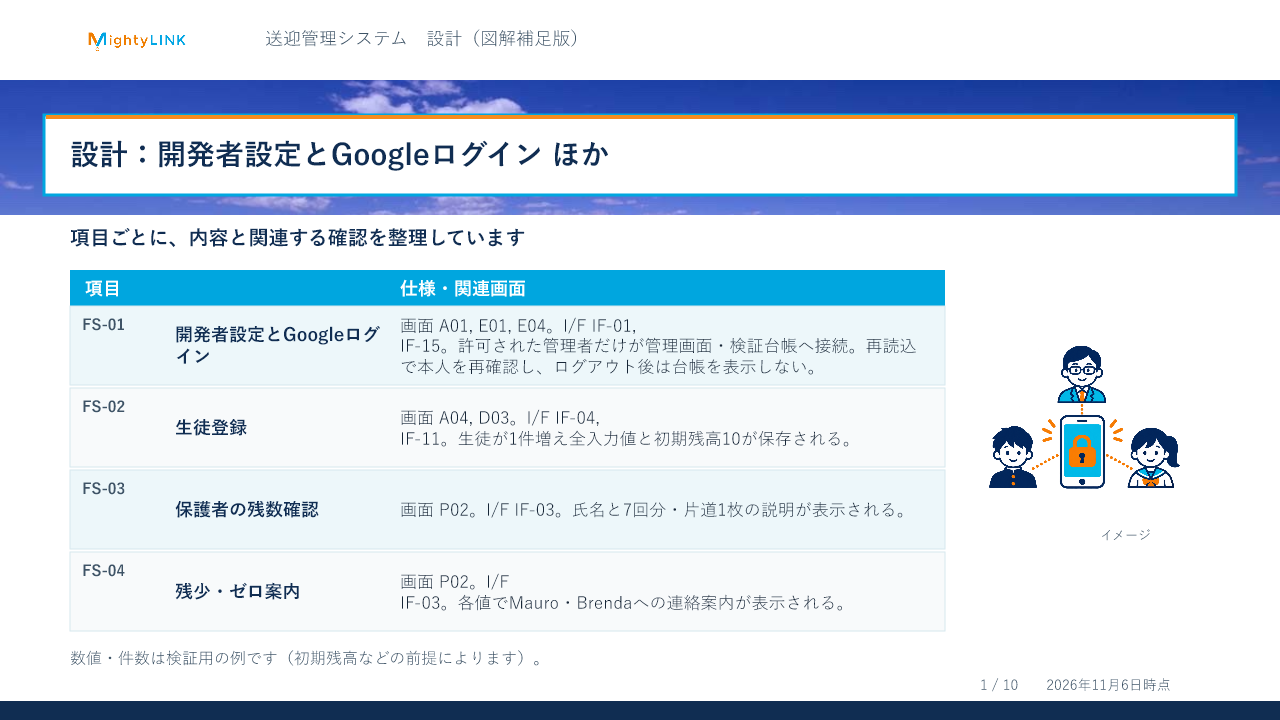 MightyLINK
送迎管理システム　設計（図解補足版）
設計：開発者設定とGoogleログイン ほか
項目ごとに、内容と関連する確認を整理しています
項目
仕様・関連画面
FS-01
開発者設定とGoogleログ
イン
画面 A01, E01, E04。I/F IF-01,
IF-15。許可された管理者だけが管理画面・検証台帳へ接続。再読込
で本人を再確認し、ログアウト後は台帳を表示しない。
FS-02
生徒登録
画面 A04, D03。I/F IF-04,
IF-11。生徒が1件増え全入力値と初期残高10が保存される。
FS-03
保護者の残数確認
画面 P02。I/F IF-03。氏名と7回分・片道1枚の説明が表示される。
FS-04
残少・ゼロ案内
画面 P02。I/F
IF-03。各値でMauro・Brendaへの連絡案内が表示される。
イメージ
数値・件数は検証用の例です（初期残高などの前提によります）。
1 / 10
2026年11月6日時点